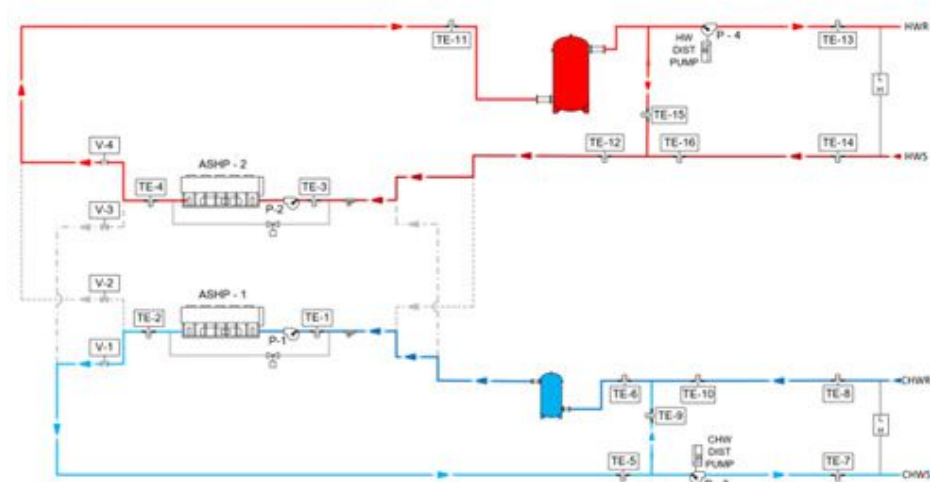 TE-11
HW
DIST
PUMP
P - 4
TE-13
HWR
L
H
TE-15
V-4
ASHP - 2
TE-12
TE-16
TE-14
HWS
TE-4
P-2
TE-3
V-3
V-2
ASHP - 1
TE-2
P-1
TE-1
V-1
TE-6
TE-10
TE-8
CHWR
TE-9
L
H
CHW
DIST
PUMP
TE-5
TE-7
CHWS